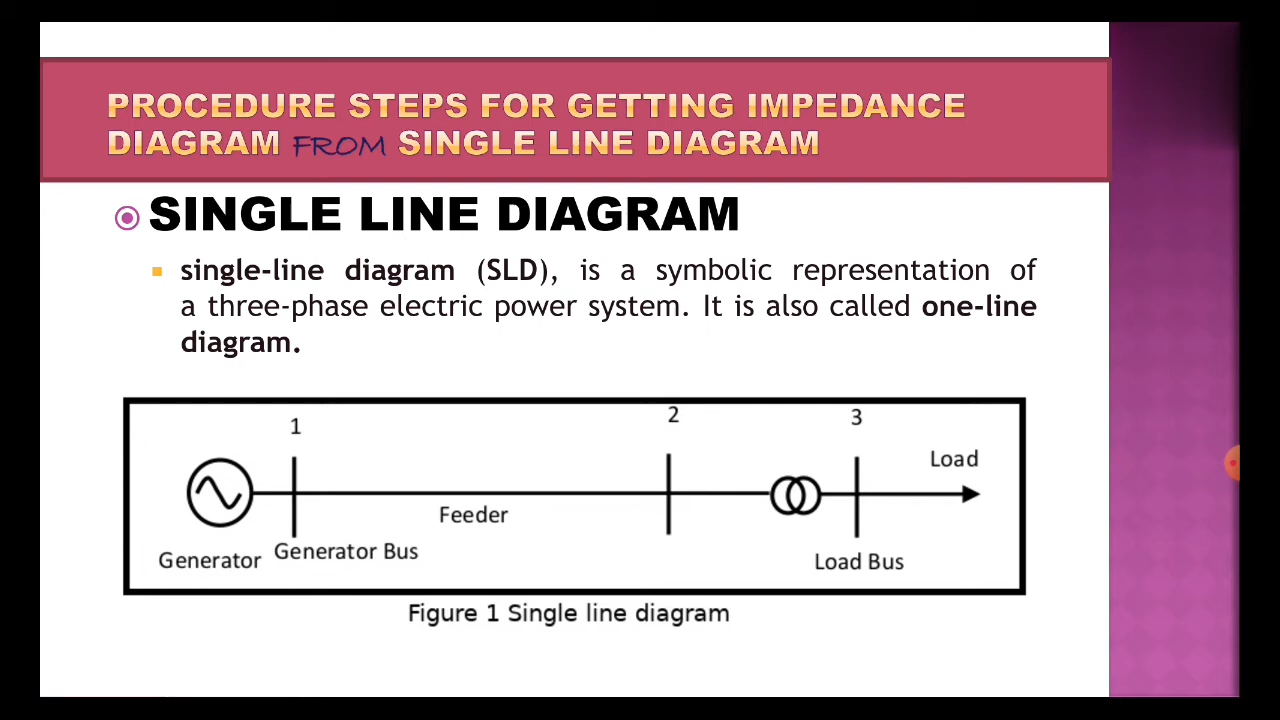 PROCEDURE STEPS FOR GETTING IMPEDANCE
DIAGRAM FROM SINGLE LINE DIAGRAM
SINGLE LINE DIAGRAM
single-line diagram (SLD), is a symbolic representation of
a three-phase electric power system. It is also called one-line
diagram.
1
2
3
Load
Feeder
Generator
Generator Bus
Load Bus
Figure 1 Single line diagram